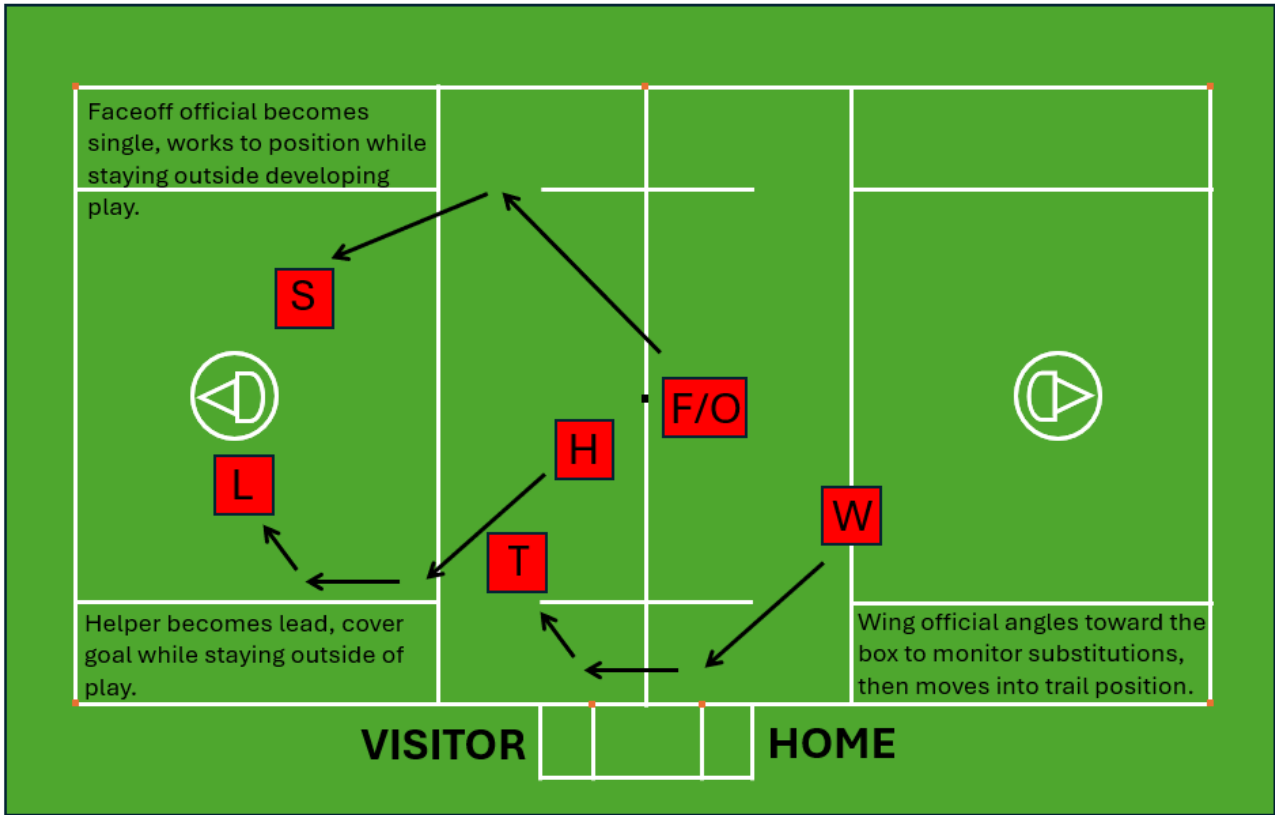 Faceoff official becomes
single, works to position while
staying outside developing
play.
S
F/O
H
L
W
T
Helper becomes lead, cover
goal while staying outside of
play.
Wing official angles toward the
box to monitor substitutions,
then moves into trail position.
VISITOR
HOME